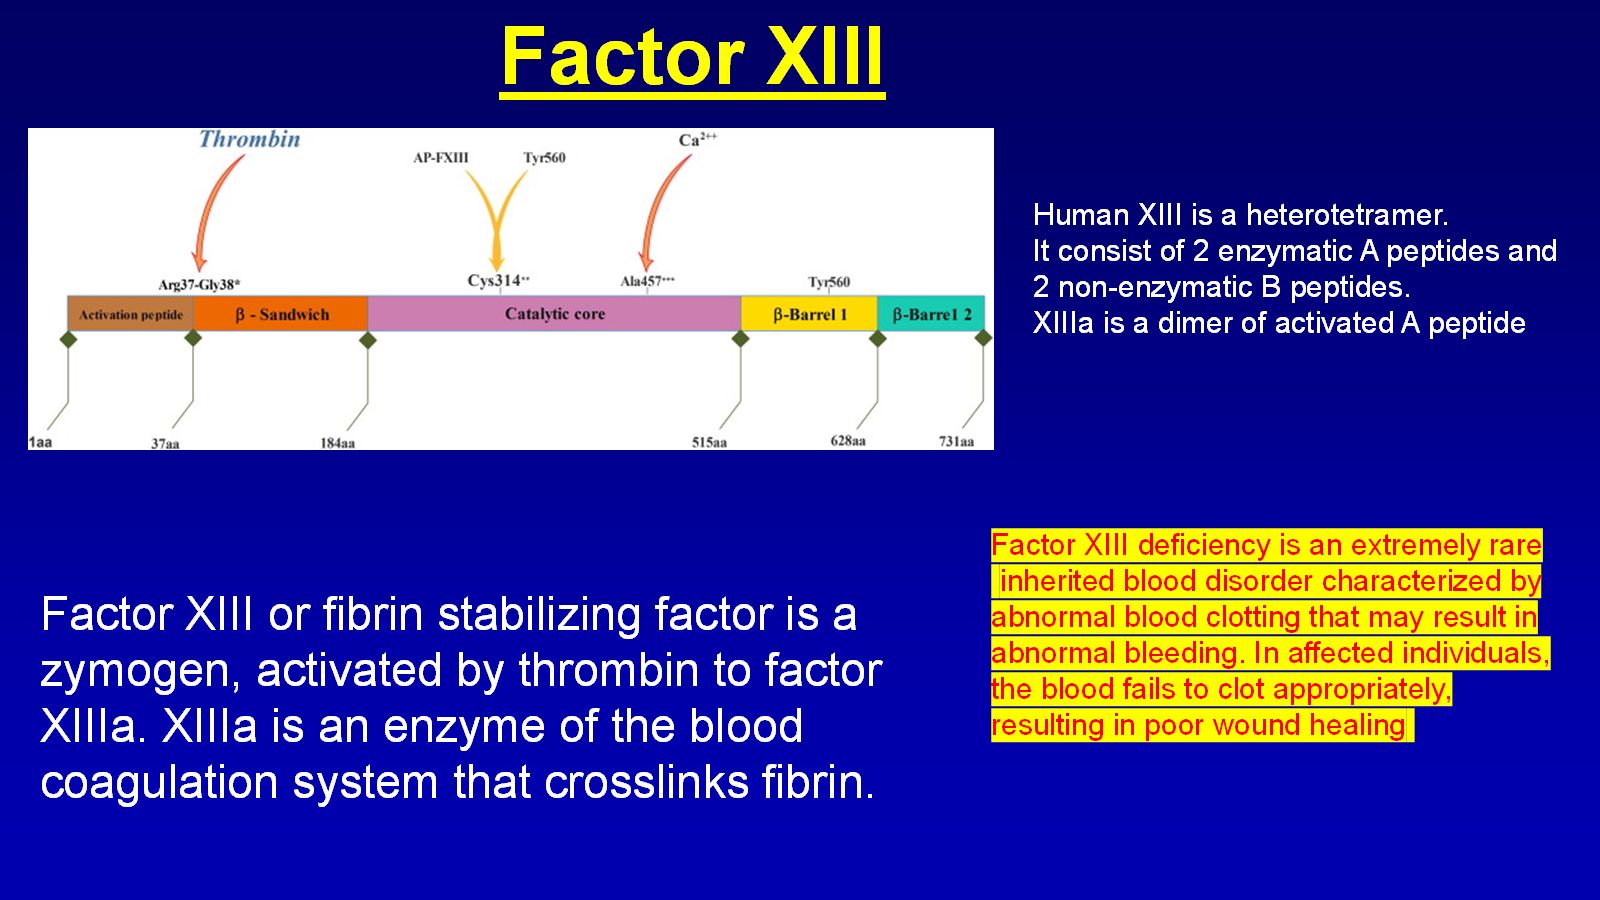 Factor XIII
Thrombin
AP-FXIII
Tyr560
Ca²⁺⁺
Arg37-Gly38*
Cys314**
Ala457***
Tyr560
Activation peptide
β - Sandwich
Catalytic core
β-Barrel 1
β-Barre1 2
1aa
37aa
184aa
515aa
628aa
731aa
Human XIII is a heterotetramer.
It consist of 2 enzymatic A peptides and
2 non-enzymatic B peptides.
XIIIa is a dimer of activated A peptide
Factor XIII or fibrin stabilizing factor is a
zymogen, activated by thrombin to factor
XIIIa. XIIIa is an enzyme of the blood
coagulation system that crosslinks fibrin.
Factor XIII deficiency is an extremely rare
inherited blood disorder characterized by
abnormal blood clotting that may result in
abnormal bleeding. In affected individuals,
the blood fails to clot appropriately,
resulting in poor wound healing